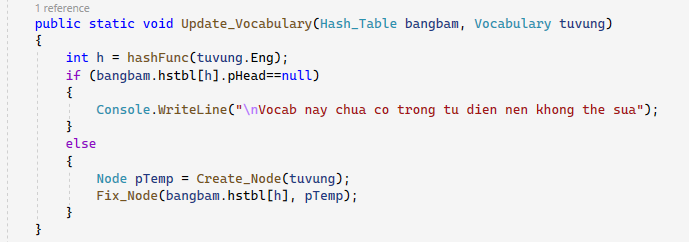 1 reference
public static void Update_Vocabulary(Hash_Table bangbam, Vocabulary tuvung)
{
    int h = hashFunc(tuvung.Eng);
    if (bangbam.hstbl[h].pHead==null)
    {
        Console.WriteLine("\nVocab nay chua co trong tu dien nen khong the sua");
    }
    else
    {
        Node pTemp = Create_Node(tuvung);
        Fix_Node(bangbam.hstbl[h], pTemp);
    }
}